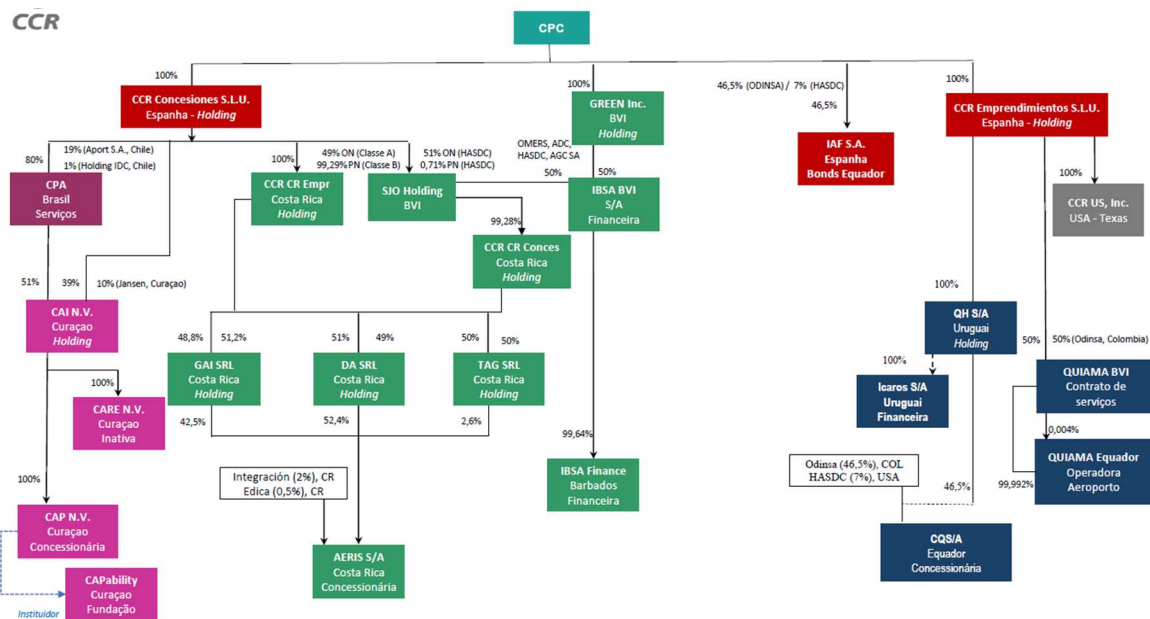 CCR
CPC
100%
100%
46,5% (ODINSA) / 7% (HASDC)
46,5%
100%
CCR Concesiones S.L.U.
Espanha - Holding
GREEN Inc.
BVI
Holding
CCR Emprendimientos S.L.U.
Espanha - Holding
IAF S.A.
Espanha
Bonds Equador
80%
19% (Aport S.A., Chile)
1% (Holding IDC, Chile)
100%
49% ON (Classe A)
99,29% PN (Classe B)
51% ON (HASDC)
0,71% PN (HASDC)
OMERS, ADC,
HASDC, AGC SA
50%
50%
100%
CPA
Brasil
Serviços
CCR CR Empr
Costa Rica
Holding
SJO Holding
BVI
IBSA BVI
S/A
Financeira
CCR US, Inc.
USA - Texas
99,28%
CCR CR Conces
Costa Rica
Holding
51%
39%
10% (Jansen, Curaçao)
100%
CAI N.V.
Curaçao
Holding
QH S/A
Uruguai
Holding
48,8%
51,2%
51%
49%
50%
50%
50%
50% (Odinsa, Colombia)
GAI SRL
Costa Rica
Holding
DA SRL
Costa Rica
Holding
TAG SRL
Costa Rica
Holding
100%
Icaros S/A
Uruguai
Financeira
QUIAMA BVI
Contrato de
serviços
100%
CARE N.V.
Curaçao
Inativa
42,5%
52,4%
2,6%
99,64%
0,004%
QUIAMA Equador
Operadora
Aeroporto
100%
Integración (2%), CR
Edica (0,5%), CR
IBSA Finance
Barbados
Financeira
Odinsa (46,5%), COL
HASDC (7%), USA
46,5%
99,992%
CAP N.V.
Curaçao
Concessionária
AERIS S/A
Costa Rica
Concessionária
CQS/A
Equador
Concessionária
CAPability
Curaçao
Fundação
Instituidor